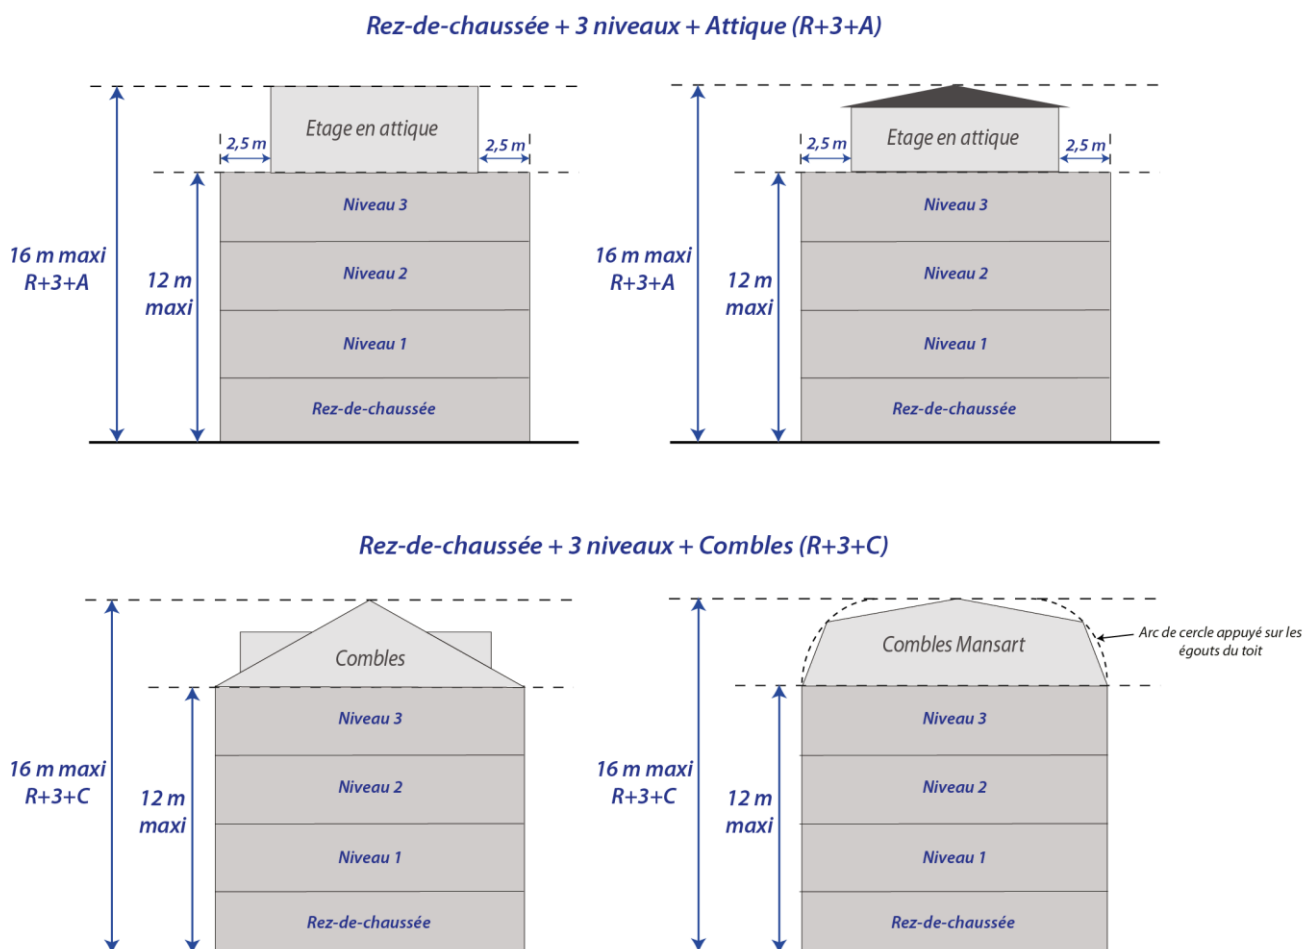 Rez-de-chaussée + 3 niveaux + Attique (R+3+A)
Etage en attique
2,5 m
2,5 m
Niveau 3
16 m maxi
R+3+A
12 m
maxi
Niveau 2
Niveau 1
Rez-de-chaussée
Etage en attique
2,5 m
2,5 m
Niveau 3
16 m maxi
R+3+A
12 m
maxi
Niveau 2
Niveau 1
Rez-de-chaussée
Rez-de-chaussée + 3 niveaux + Combles (R+3+C)
Combles
Niveau 3
16 m maxi
R+3+C
12 m
maxi
Niveau 2
Niveau 1
Rez-de-chaussée
Combles Mansart
Arc de cercle appuyé sur les
égouts du toit
Niveau 3
16 m maxi
R+3+C
12 m
maxi
Niveau 2
Niveau 1
Rez-de-chaussée